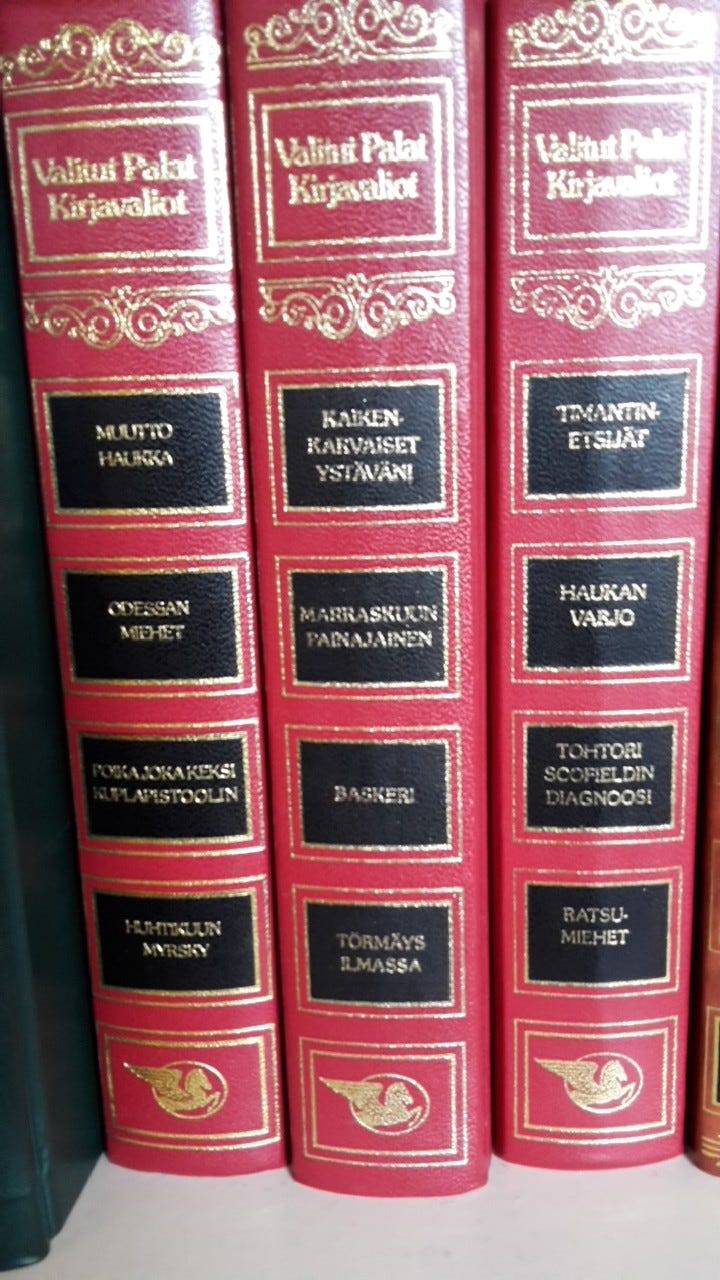 Valitut Palat
Kirjavaliot
MUUTTO
HAUKKA
ODESSAN
MIEHET
POIKA JOKA KEKSI
KUPLAPISTOOLIN
HUHTIKUUN
MYRSKY
Valitut Palat
Kirjavaliot
KAIKEN-
KARVAISET
YSTÄVÄNI
MARRASKUUN
PAINAJAINEN
BASKERI
TÖRMÄYS
ILMASSA
Valitut Palat
Kirjavaliot
TIMANTIN-
ETSIJÄT
HAUKAN
VARJO
TOHTORI
SCOFIELDIN
DIAGNOOSI
RATSU-
MIEHET